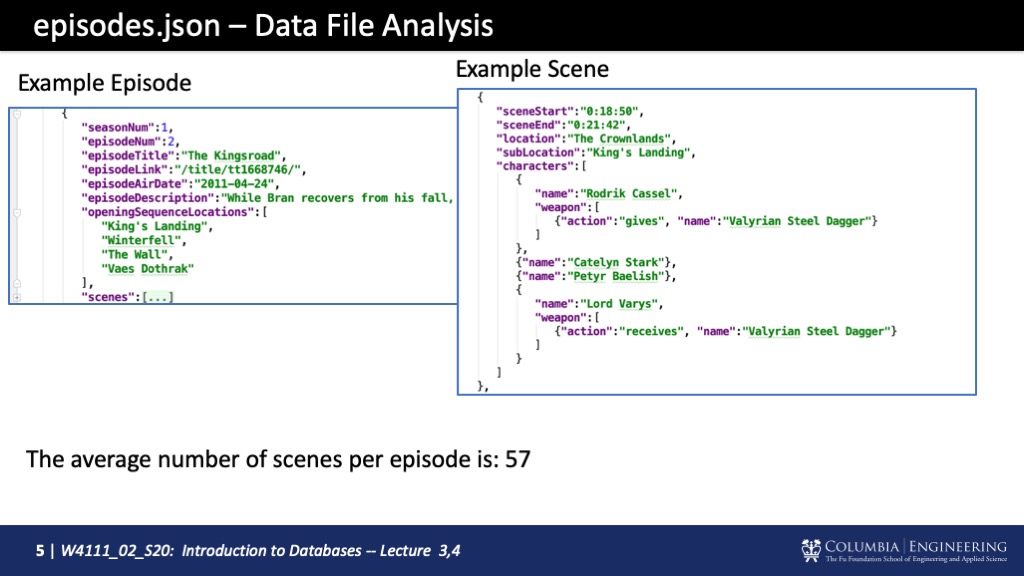 episodes.json – Data File Analysis
Example Episode
{
"seasonNum":1,
"episodeNum":2,
"episodeTitle":"The Kingsroad",
"episodeLink":"/title/tt1668746/",
"episodeAirDate":"2011-04-24",
"episodeDescription":"While Bran recovers from his fall,
"openingSequenceLocations":[
"King's Landing",
"Winterfell",
"The Wall",
"Vaes Dothrak"
],
"scenes":[...]
Example Scene
{
"sceneStart":"0:18:50",
"sceneEnd":"0:21:42",
"location":"The Crownlands",
"subLocation":"King's Landing",
"characters":[
{
"name":"Rodrik Cassel",
"weapon":[
{"action":"gives", "name":"Valyrian Steel Dagger"}
]
},
{"name":"Catelyn Stark"},
{"name":"Petyr Baelish"},
{
"name":"Lord Varys",
"weapon":[
{"action":"receives", "name":"Valyrian Steel Dagger"}
]
}
]
},
The average number of scenes per episode is: 57
5 | W4111_02_S20: Introduction to Databases -- Lecture 3,4
COLUMBIA | ENGINEERING
The Fu Foundation School of Engineering and Applied Science